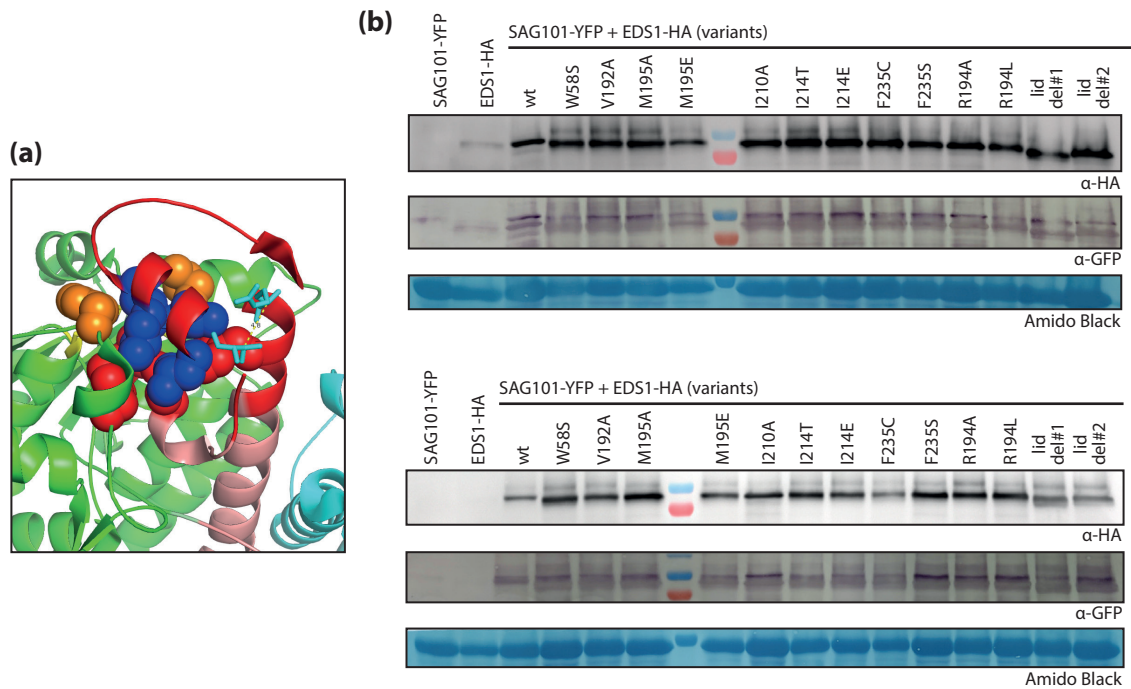 (a)
4.8
(b)
SAG101-YFP + EDS1-HA (variants)
SAG101-YFP
EDS1-HA
wt
W58S
V192A
M195A
M195E
I210A
I214T
I214E
F235C
F235S
R194A
R194L
lid
del#1
lid
del#2
α-HA
α-GFP
Amido Black
SAG101-YFP + EDS1-HA (variants)
SAG101-YFP
EDS1-HA
wt
W58S
V192A
M195A
M195E
I210A
I214T
I214E
F235C
F235S
R194A
R194L
lid
del#1
lid
del#2
α-HA
α-GFP
Amido Black